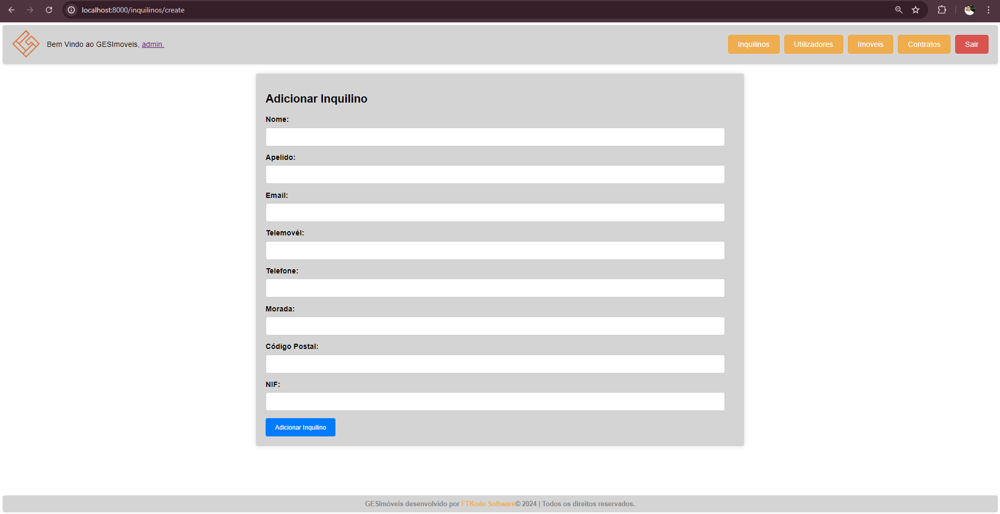 localhost:8000/inquilinos/create
Bem Vindo ao GESImoveis, admin.
Inquilinos
Utilizadores
Imoveis
Contratos
Sair
Adicionar Inquilino
Nome:
Apelido:
Email:
Telemovél:
Telefone:
Morada:
Código Postal:
NIF:
Adicionar Inquilino
GESImóveis desenvolvido por FTKode Software© 2024 | Todos os direitos reservados.